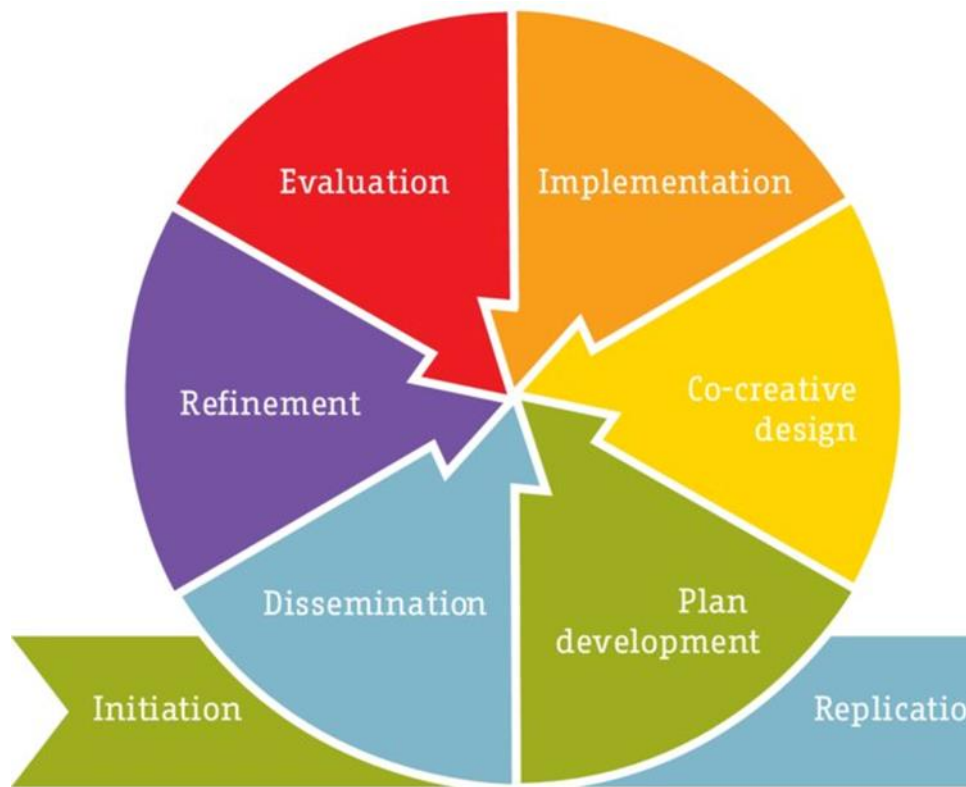 Evaluation
Implementation
Refinement
Co-creative
design
Dissemination
Plan
development
Initiation
Replicatio